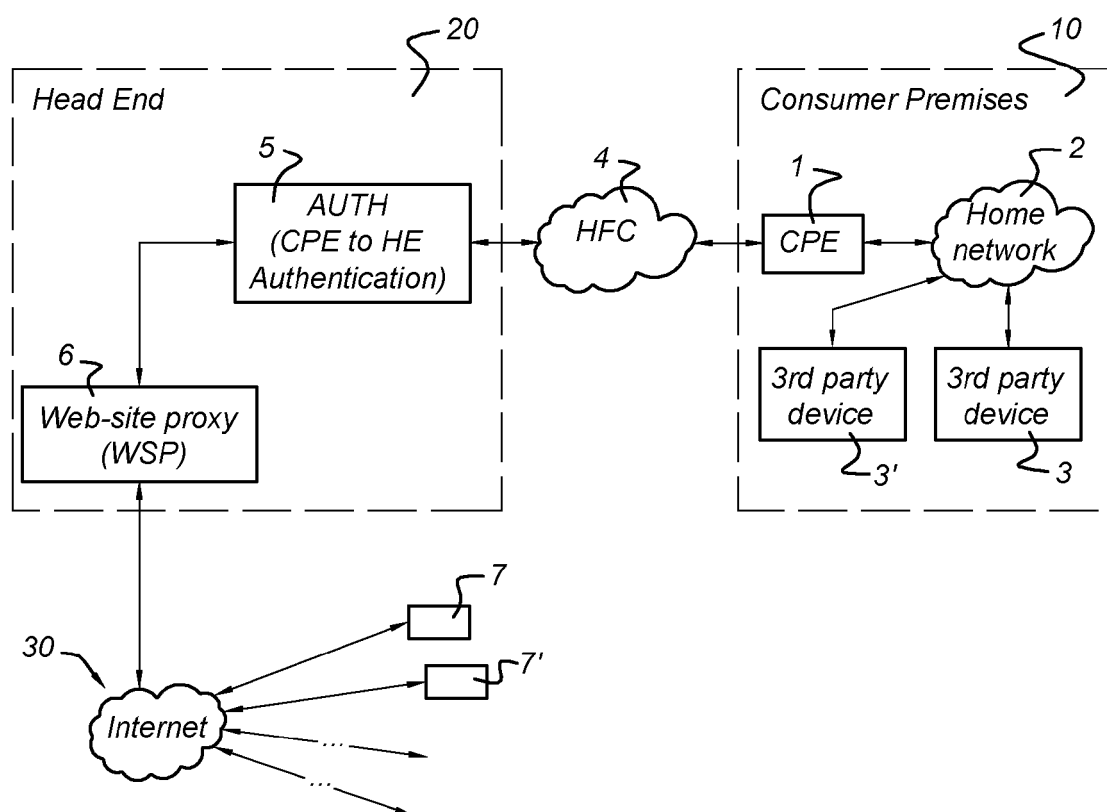 20
10
Head End
Consumer Premises
5
4
1
2
AUTH
(CPE to HE
Authentication)
HFC
CPE
Home
network
6
Web-site proxy
(WSP)
3rd party
device
3rd party
device
3'
3
7
7'
30
Internet
...
...